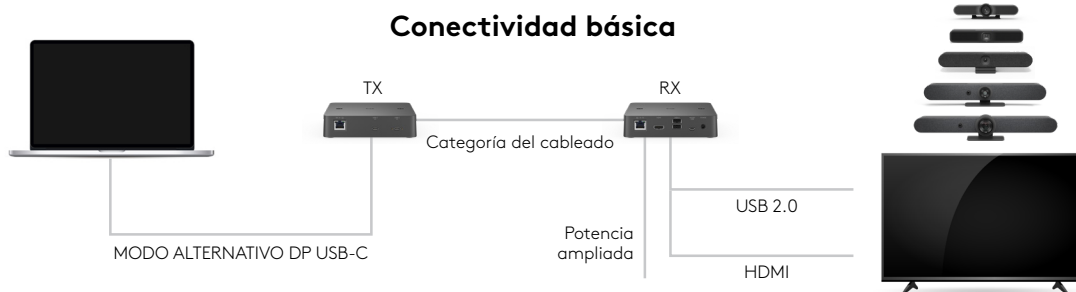 Conectividad básica
TX
RX
Categoría del cableado
USB 2.0
Potencia
ampliada
MODO ALTERNATIVO DP USB-C
HDMI